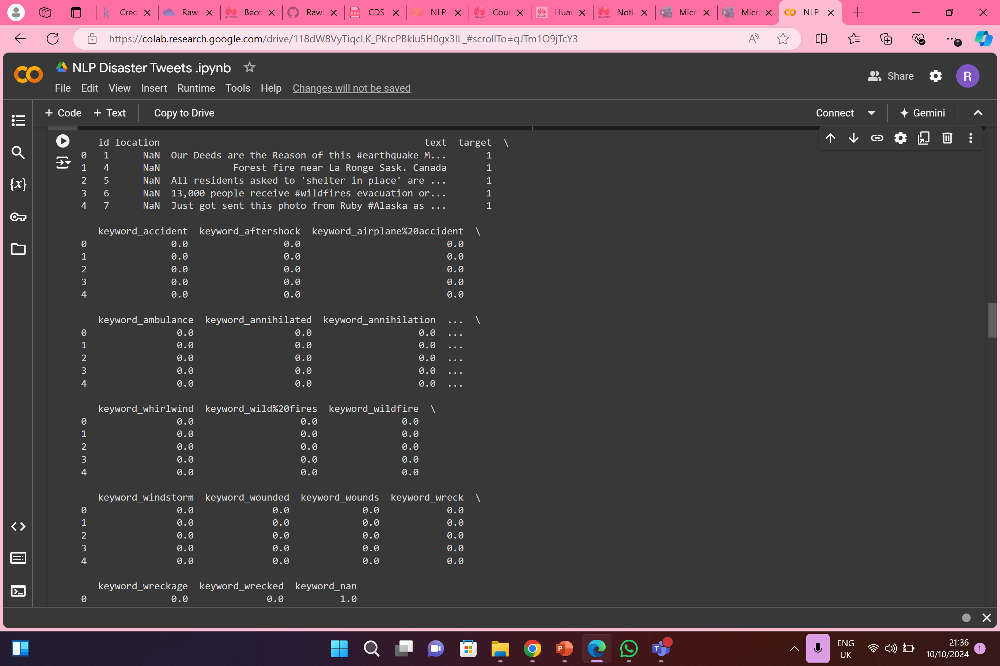 Cred
Rawa
Beco
Rawa
CDS
NLP
Cour
Huaw
Noti
Micr
Micr
NLP
https://colab.research.google.com/drive/118dW8VyTiqcLK_PKrcPBklu5H0gx3IL_#scrollTo=qJTm1O9jTcY3
NLP Disaster Tweets .ipynb
Share
R
File Edit View Insert Runtime Tools Help Changes will not be saved
+ Code + Text Copy to Drive Connect Gemini
id location text target \
0 1 NaN Our Deeds are the Reason of this #earthquake M... 1
1 4 NaN Forest fire near La Ronge Sask. Canada 1
2 5 NaN All residents asked to 'shelter in place' are ... 1
3 6 NaN 13,000 people receive #wildfires evacuation or... 1
4 7 NaN Just got sent this photo from Ruby #Alaska as ... 1
keyword_accident keyword_aftershock keyword_airplane%20accident \
0 0.0 0.0 0.0
1 0.0 0.0 0.0
2 0.0 0.0 0.0
3 0.0 0.0 0.0
4 0.0 0.0 0.0
keyword_ambulance keyword_annihilated keyword_annihilation ... \
0 0.0 0.0 0.0 ...
1 0.0 0.0 0.0 ...
2 0.0 0.0 0.0 ...
3 0.0 0.0 0.0 ...
4 0.0 0.0 0.0 ...
keyword_whirlwind keyword_wild%20fires keyword_wildfire \
0 0.0 0.0 0.0
1 0.0 0.0 0.0
2 0.0 0.0 0.0
3 0.0 0.0 0.0
4 0.0 0.0 0.0
keyword_windstorm keyword_wounded keyword_wounds keyword_wreck \
0 0.0 0.0 0.0 0.0
1 0.0 0.0 0.0 0.0
2 0.0 0.0 0.0 0.0
3 0.0 0.0 0.0 0.0
4 0.0 0.0 0.0 0.0
keyword_wreckage keyword_wrecked keyword_nan
0 0.0 0.0 1.0
ENG
UK
21:36
10/10/2024
1